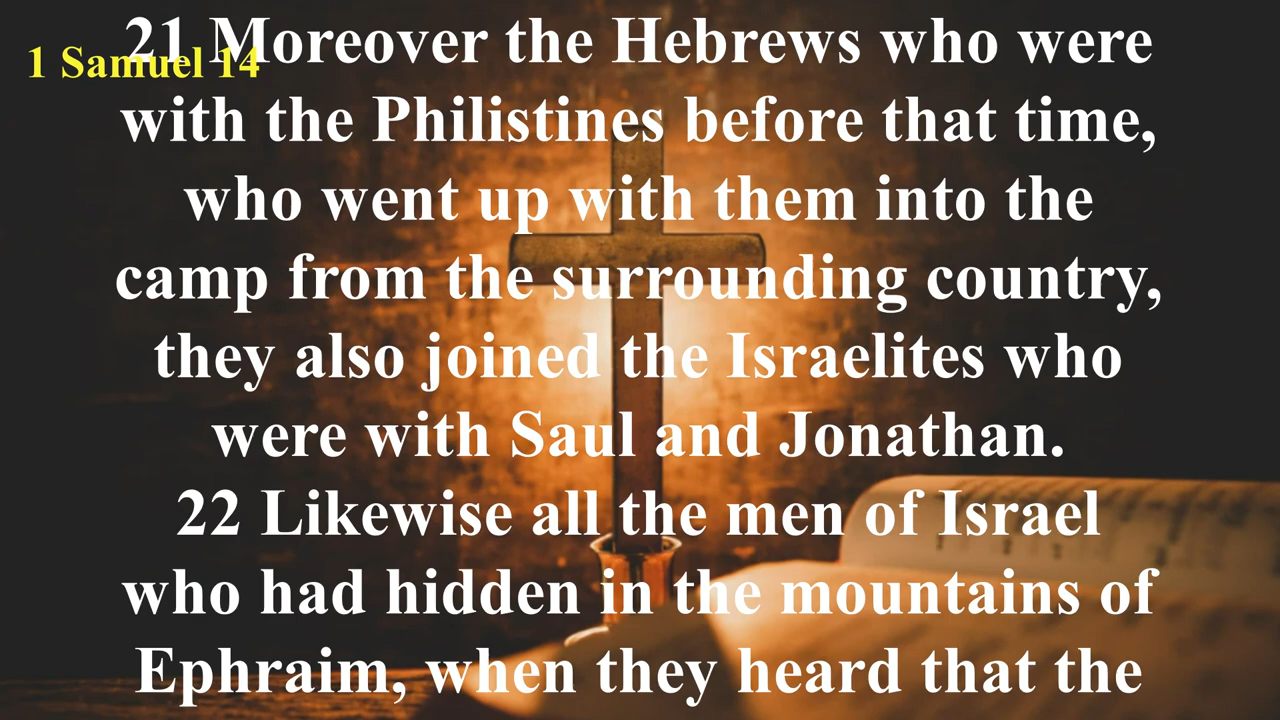 1 Samuel 14
21 Moreover the Hebrews who were
with the Philistines before that time,
who went up with them into the
camp from the surrounding country,
they also joined the Israelites who
were with Saul and Jonathan.
22 Likewise all the men of Israel
who had hidden in the mountains of
Ephraim, when they heard that the